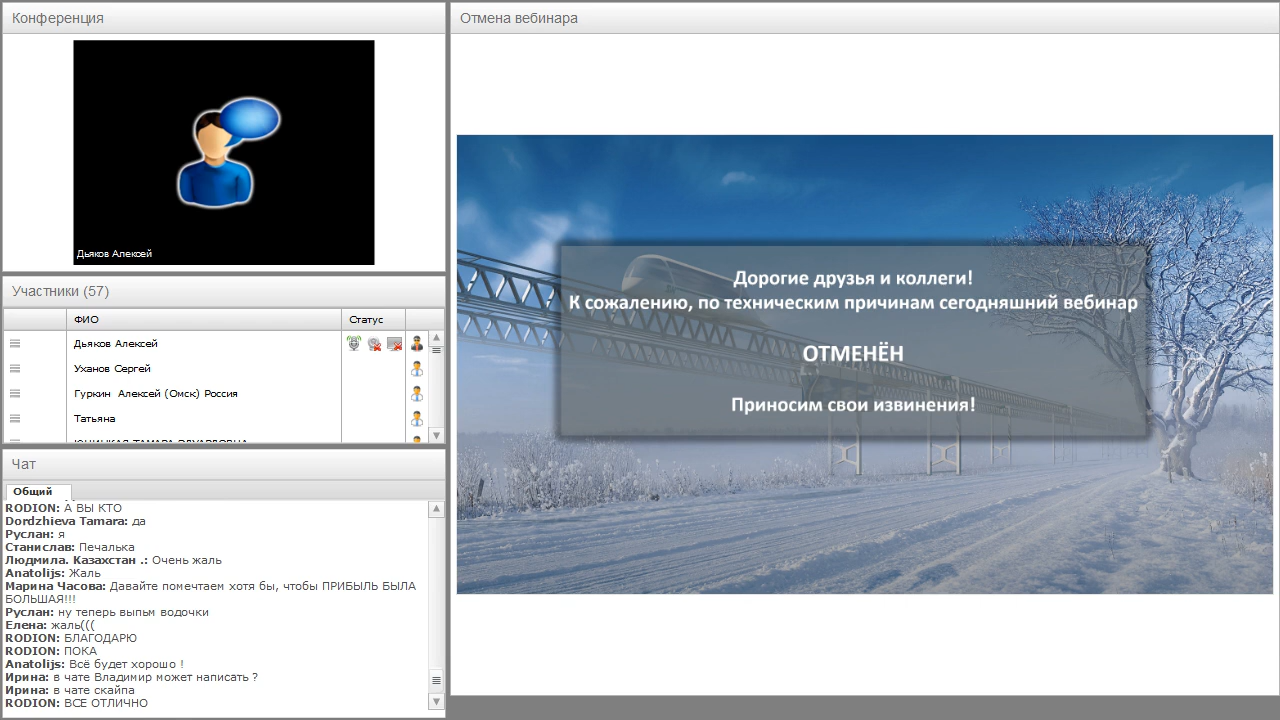 Конференция
Дьяков Алексей
Участники (57)
ФИО Статус
Дьяков Алексей
Уханов Сергей
Гуркин Алексей (Омск) Россия
Татьяна
Чат
Общий
RODION: А ВЫ КТО
Dordzhieva Tamara: да
Руслан: я
Станислав: Печалька
Людмила. Казахстан .: Очень жаль
Anatolijs: Жаль
Марина Часова: Давайте помечтаем хотя бы, чтобы ПРИБЫЛЬ БЫЛА
БОЛЬШАЯ!!!
Руслан: ну теперь выпьм водочки
Елена: жаль(((
RODION: БЛАГОДАРЮ
RODION: ПОКА
Anatolijs: Всё будет хорошо !
Ирина: в чате Владимир может написать ?
Ирина: в чате скайпа
RODION: ВСЕ ОТЛИЧНО
Отмена вебинара
Дорогие друзья и коллеги!
К сожалению, по техническим причинам сегодняшний вебинар
ОТМЕНЁН
Приносим свои извинения!